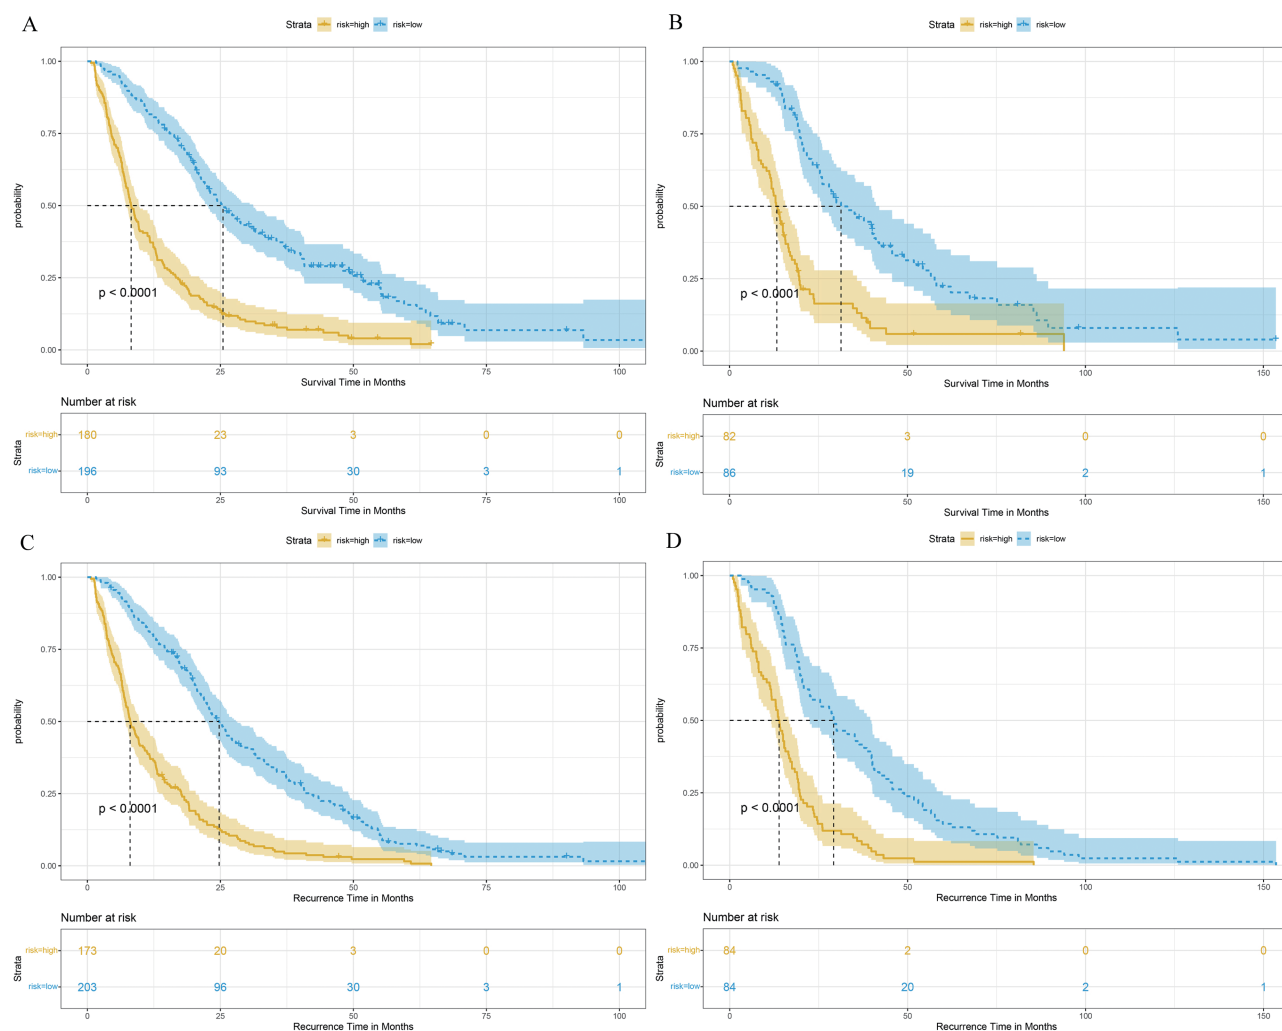 A
Strata risk=high risk=low
1.00
0.75
0.50
0.25
0.00
probability
p < 0.0001
0 25 50 75 100
Survival Time in Months
Number at risk
Strata
risk=high 180 23 3 0 0
risk=low 196 93 30 3 1
0 25 50 75 100
Survival Time in Months
B
Strata risk=high risk=low
1.00
0.75
0.50
0.25
0.00
probability
p < 0.0001
0 50 100 150
Survival Time in Months
Number at risk
Strata
risk=high 82 3 0 0
risk=low 86 19 2 1
0 50 100 150
Survival Time in Months
C
Strata risk=high risk=low
1.00
0.75
0.50
0.25
0.00
probability
p < 0.0001
0 25 50 75 100
Recurrence Time in Months
Number at risk
Strata
risk=high 173 20 3 0 0
risk=low 203 96 30 3 1
0 25 50 75 100
Recurrence Time in Months
D
Strata risk=high risk=low
1.00
0.75
0.50
0.25
0.00
probability
p < 0.0001
0 50 100 150
Recurrence Time in Months
Number at risk
Strata
risk=high 84 2 0 0
risk=low 84 20 2 1
0 50 100 150
Recurrence Time in Months